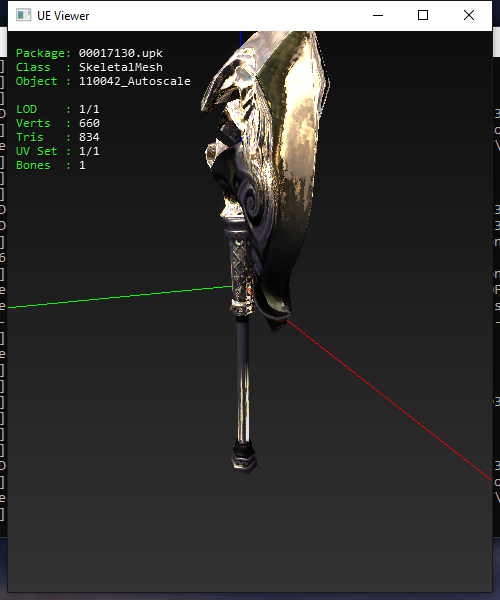 UE Viewer
Package: 00017130.upk
Class  : SkeletalMesh
Object : 110042_Autoscale
LOD    : 1/1
Verts  : 660
Tris   : 834
UV Set : 1/1
Bones  : 1